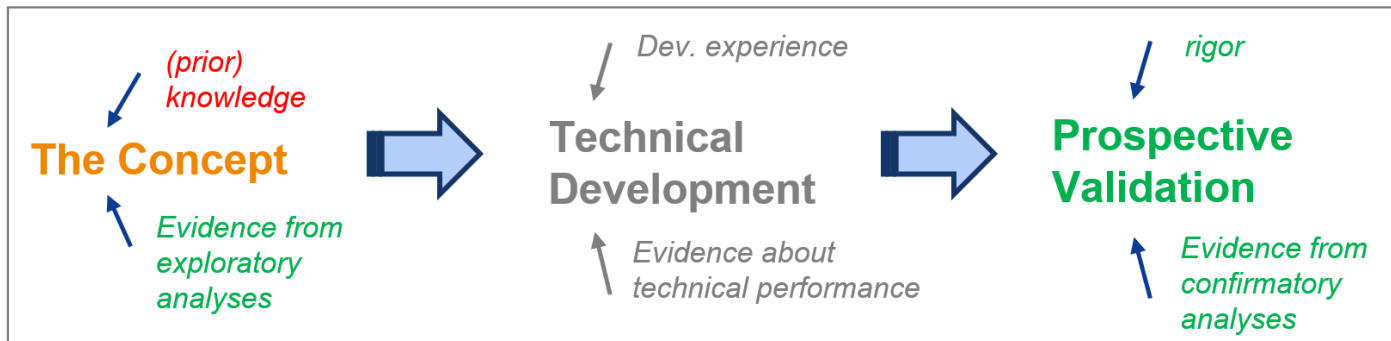 (prior)
knowledge
The Concept
Evidence from
exploratory
analyses
Dev. experience
Technical
Development
Evidence about
technical performance
rigor
Prospective
Validation
Evidence from
confirmatory
analyses